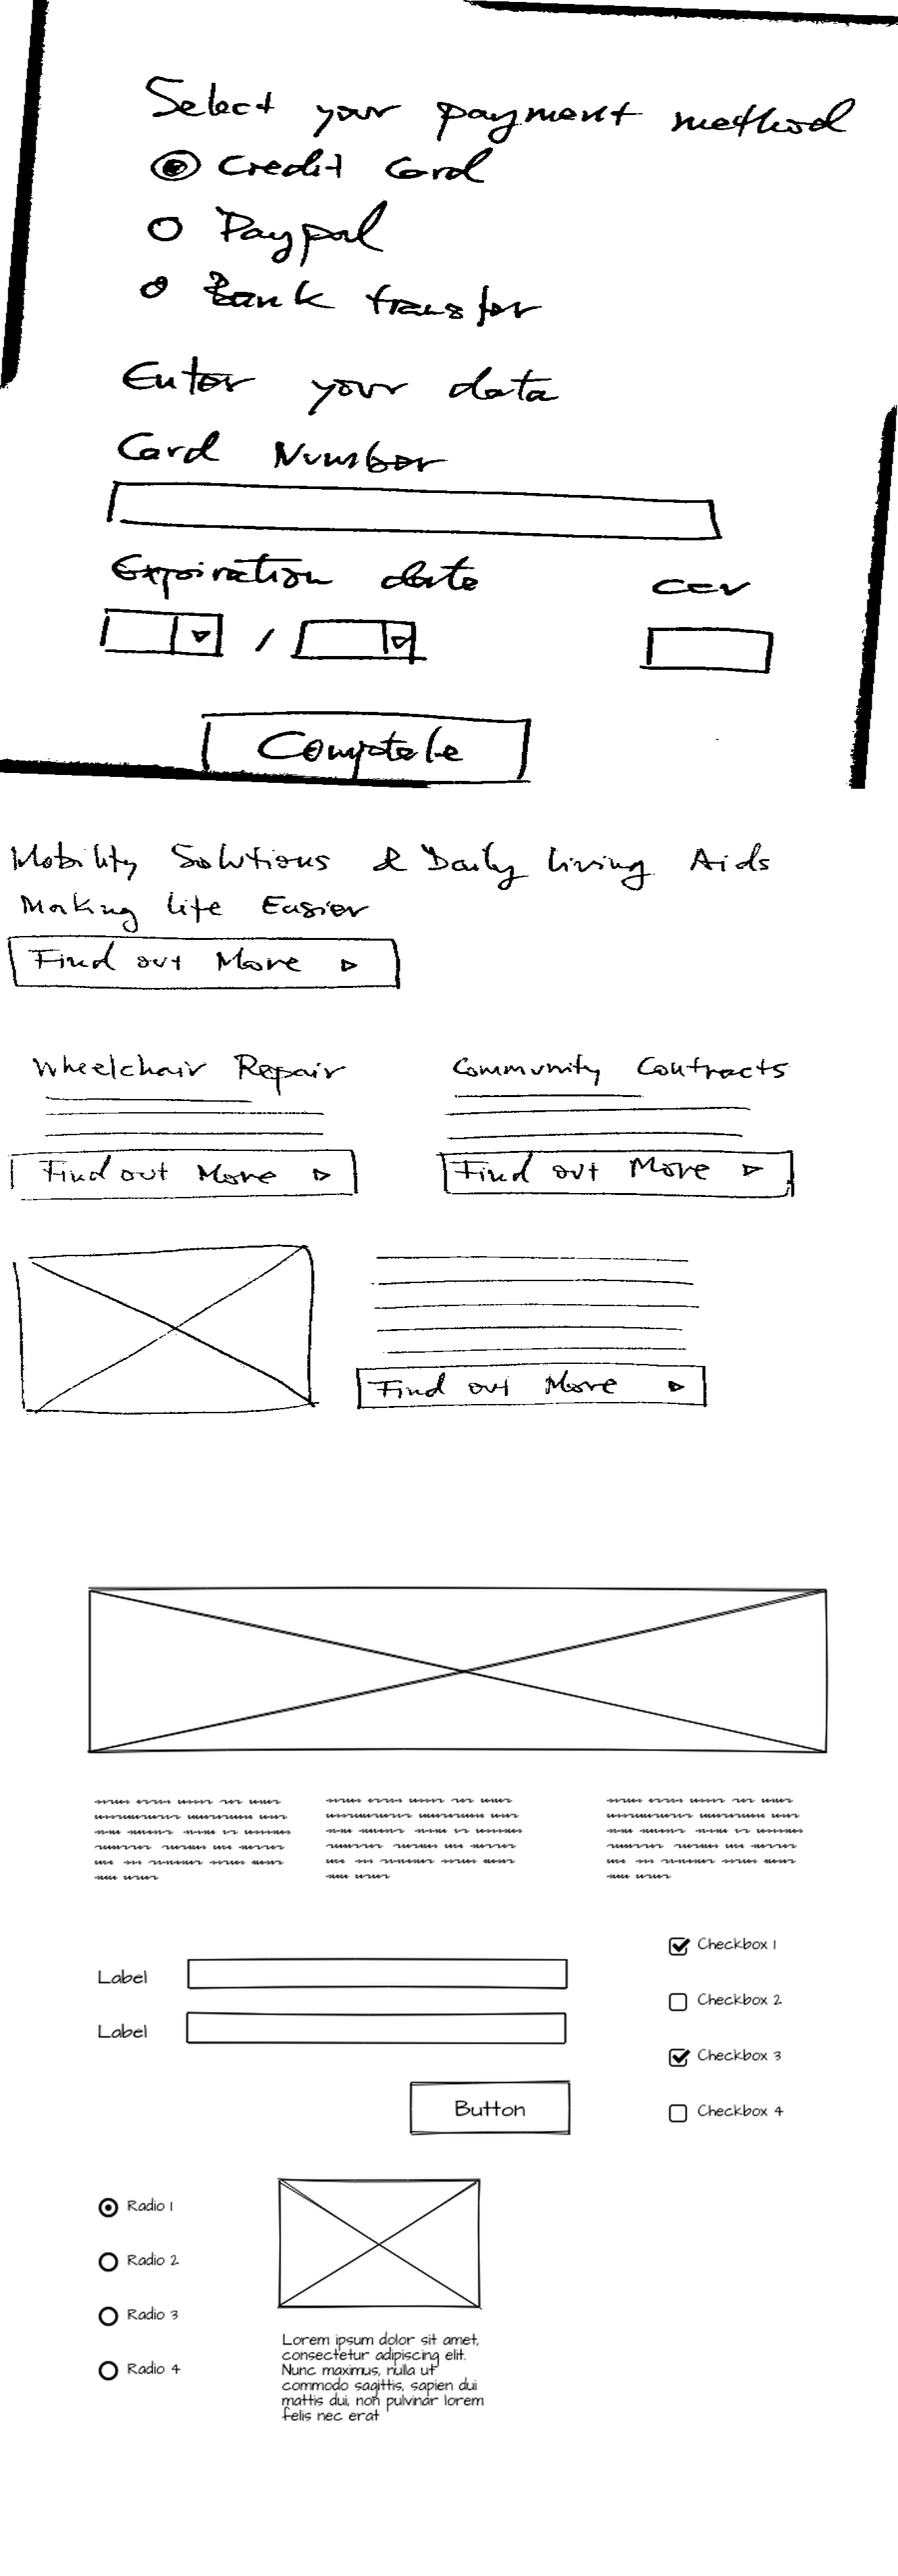 Select your payment method
Credit Card
Paypal
Bank transfer
Enter your data
Card Number
Expiration date ccv
/
Complete
Mobility Solutions & Daily living Aids
Making life Easier
Find out More
Wheelchair Repair Community Contracts
Find out More Find out More
Find out More
Checkbox 1
Label
Checkbox 2
Label
Checkbox 3
Button Checkbox 4
Radio 1
Radio 2
Radio 3
Radio 4
Lorem ipsum dolor sit amet,
consectetur adipiscing elit.
Nunc maximus, nulla ut
commodo sagittis, sapien dui
mattis dui, non pulvinar lorem
felis nec erat